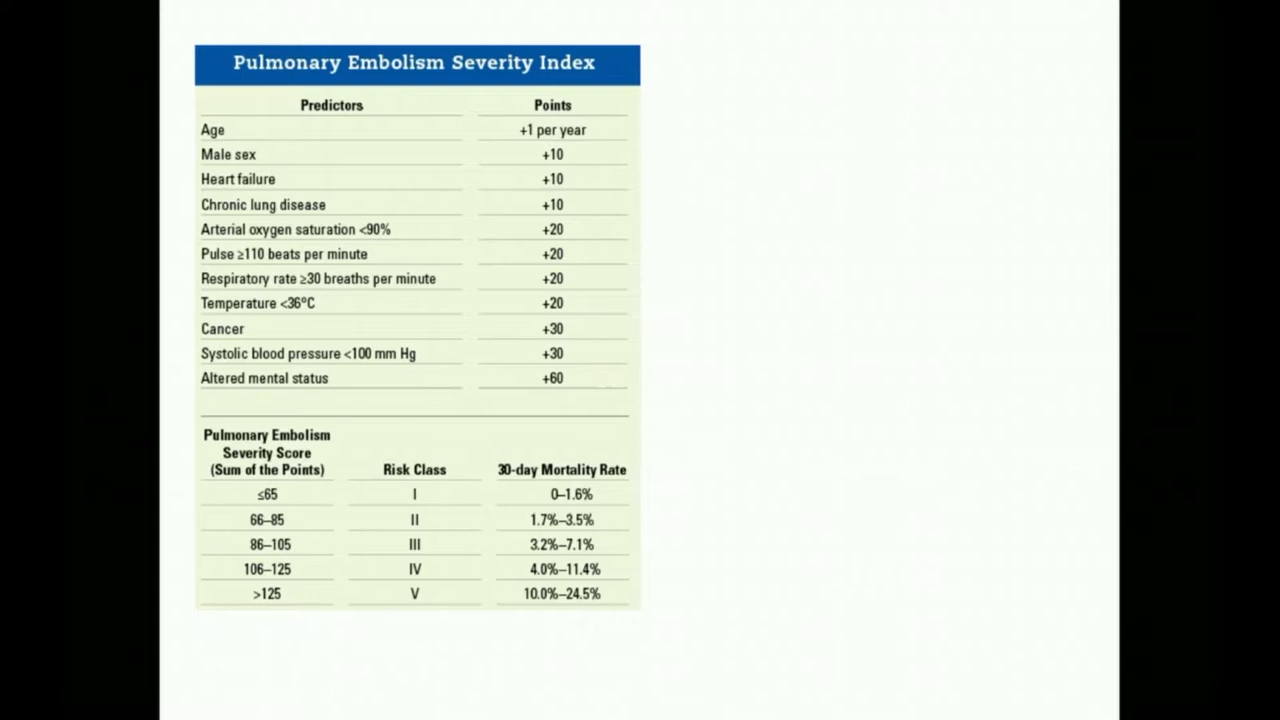 Pulmonary Embolism Severity Index
Predictors Points
Age +1 per year
Male sex +10
Heart failure +10
Chronic lung disease +10
Arterial oxygen saturation <90% +20
Pulse ≥110 beats per minute +20
Respiratory rate ≥30 breaths per minute +20
Temperature <36°C +20
Cancer +30
Systolic blood pressure <100 mm Hg +30
Altered mental status +60
Pulmonary Embolism
Severity Score
(Sum of the Points) Risk Class 30-day Mortality Rate
≤65 I 0–1.6%
66–85 II 1.7%–3.5%
86–105 III 3.2%–7.1%
106–125 IV 4.0%–11.4%
>125 V 10.0%–24.5%